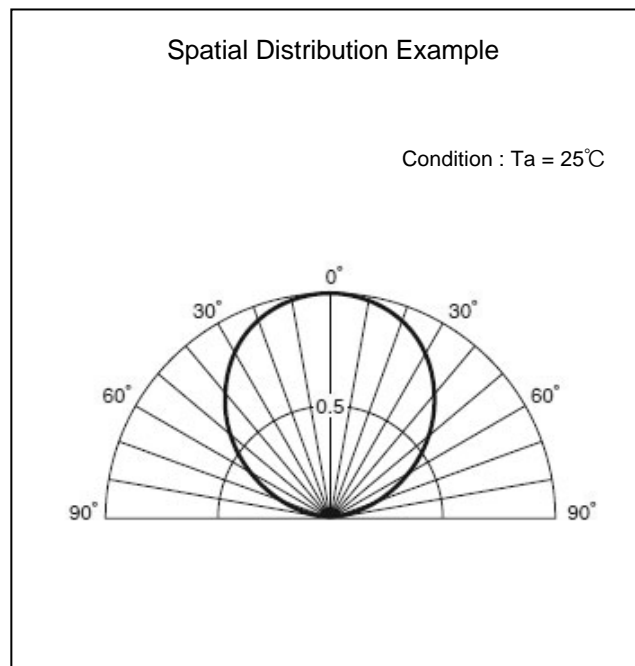 Spatial Distribution Example
Condition : Ta = 25℃
0˚
30˚ 30˚
60˚ 60˚
0.5
90˚ 90˚